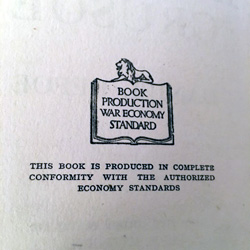 BOOK
PRODUCTION
WAR ECONOMY
STANDARD
THIS BOOK IS PRODUCED IN COMPLETE
CONFORMITY WITH THE AUTHORIZED
ECONOMY STANDARDS